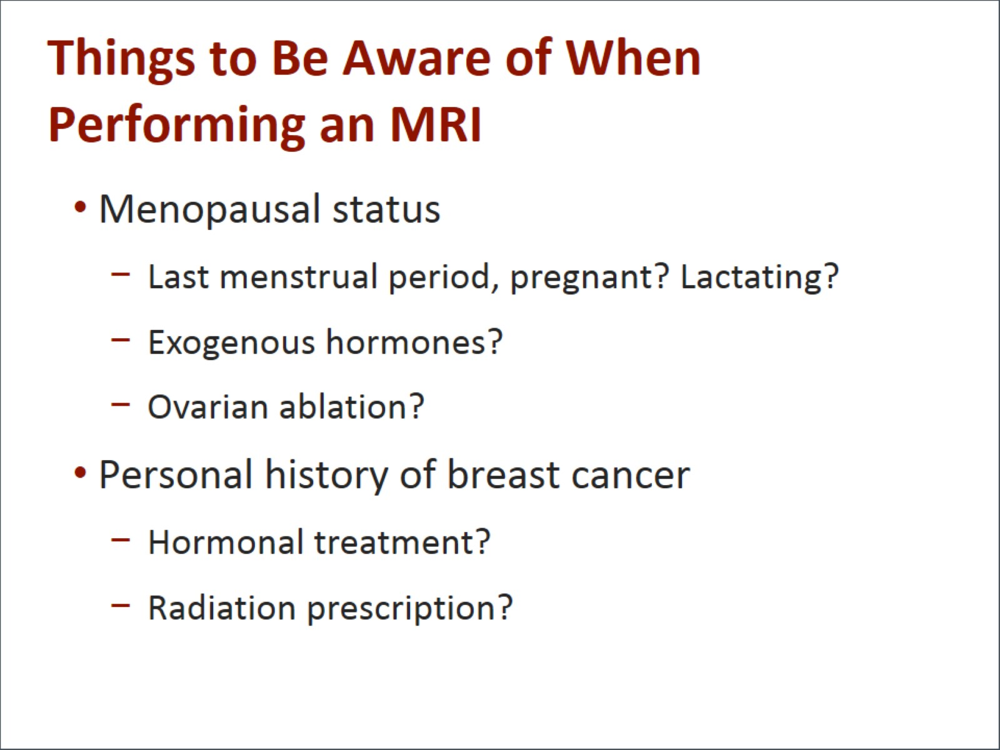 Things to Be Aware of When
Performing an MRI
• Menopausal status
– Last menstrual period, pregnant? Lactating?
– Exogenous hormones?
– Ovarian ablation?
• Personal history of breast cancer
– Hormonal treatment?
– Radiation prescription?